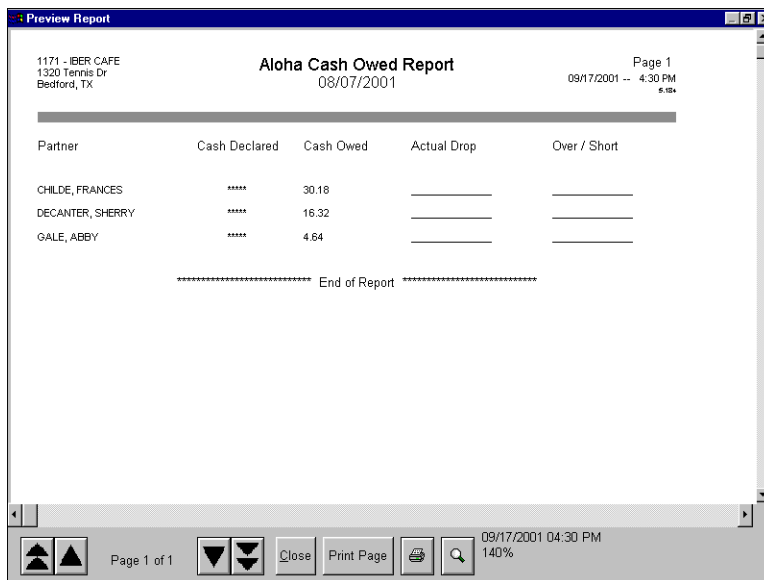 Preview Report
1171 - IBER CAFE
1320 Tennis Dr
Bedford, TX
Aloha Cash Owed Report
08/07/2001
Page 1
09/17/2001 -- 4:30 PM
Partner Cash Declared Cash Owed Actual Drop Over / Short
CHILDE, FRANCES ***** 30.18
DECANTER, SHERRY ***** 16.32
GALE, ABBY ***** 4.64
**************************** End of Report ****************************
Page 1 of 1
Close
Print Page
09/17/2001 04:30 PM
140%